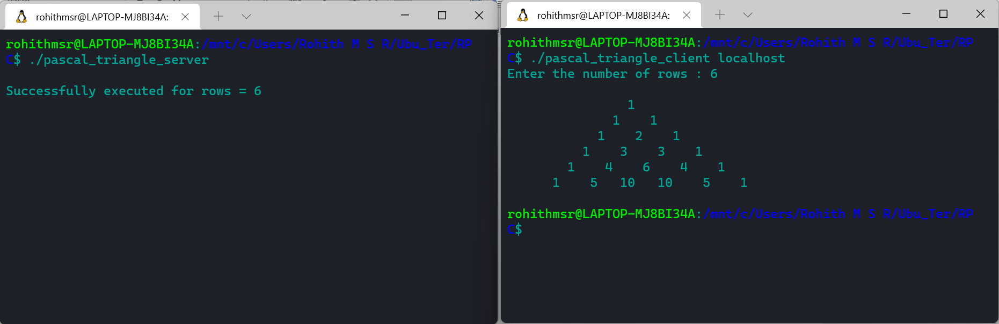 rohithmsr@LAPTOP-MJ8BI34A:
rohithmsr@LAPTOP-MJ8BI34A:/mnt/c/Users/Rohith M S R/Ubu_Ter/RP
C$ ./pascal_triangle_server
Successfully executed for rows = 6
rohithmsr@LAPTOP-MJ8BI34A:
rohithmsr@LAPTOP-MJ8BI34A:/mnt/c/Users/Rohith M S R/Ubu_Ter/RP
C$ ./pascal_triangle_client localhost
Enter the number of rows : 6
1
1 1
1 2 1
1 3 3 1
1 4 6 4 1
1 5 10 10 5 1
rohithmsr@LAPTOP-MJ8BI34A:/mnt/c/Users/Rohith M S R/Ubu_Ter/RP
C$